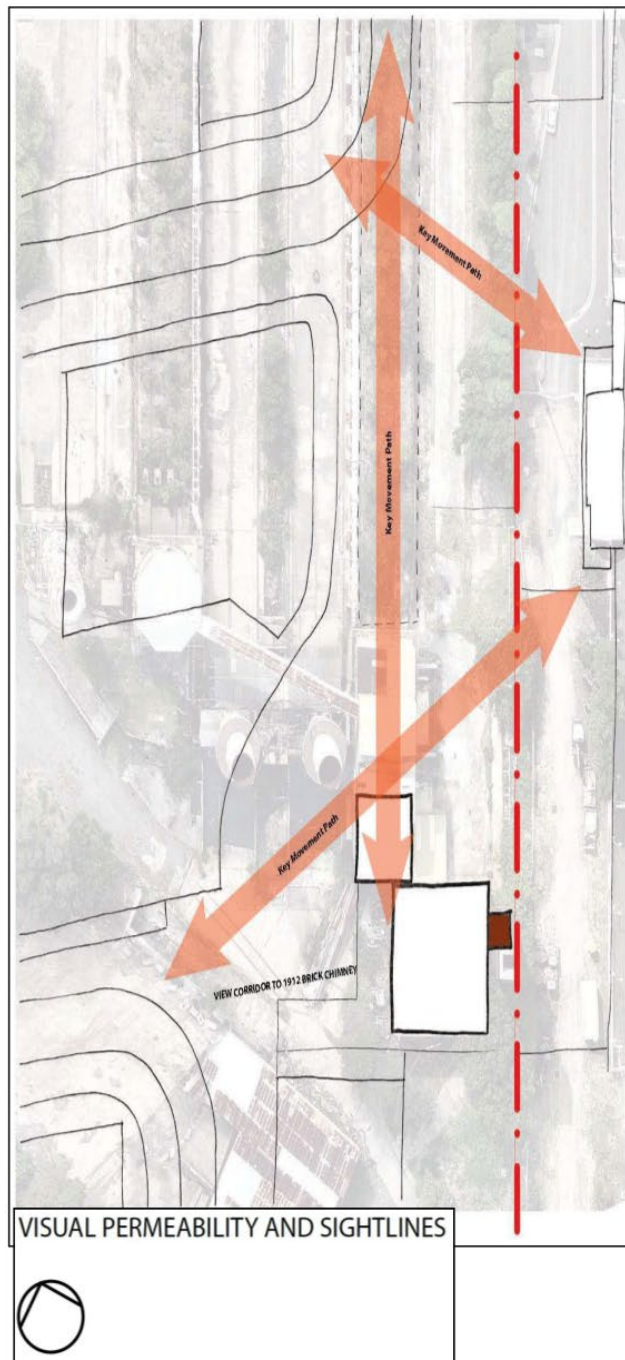 Key Movement Path
Key Movement Path
Key Movement Path
VIEW CORRIDOR TO 1912 BRICK CHIMNEY
VISUAL PERMEABILITY AND SIGHTLINES